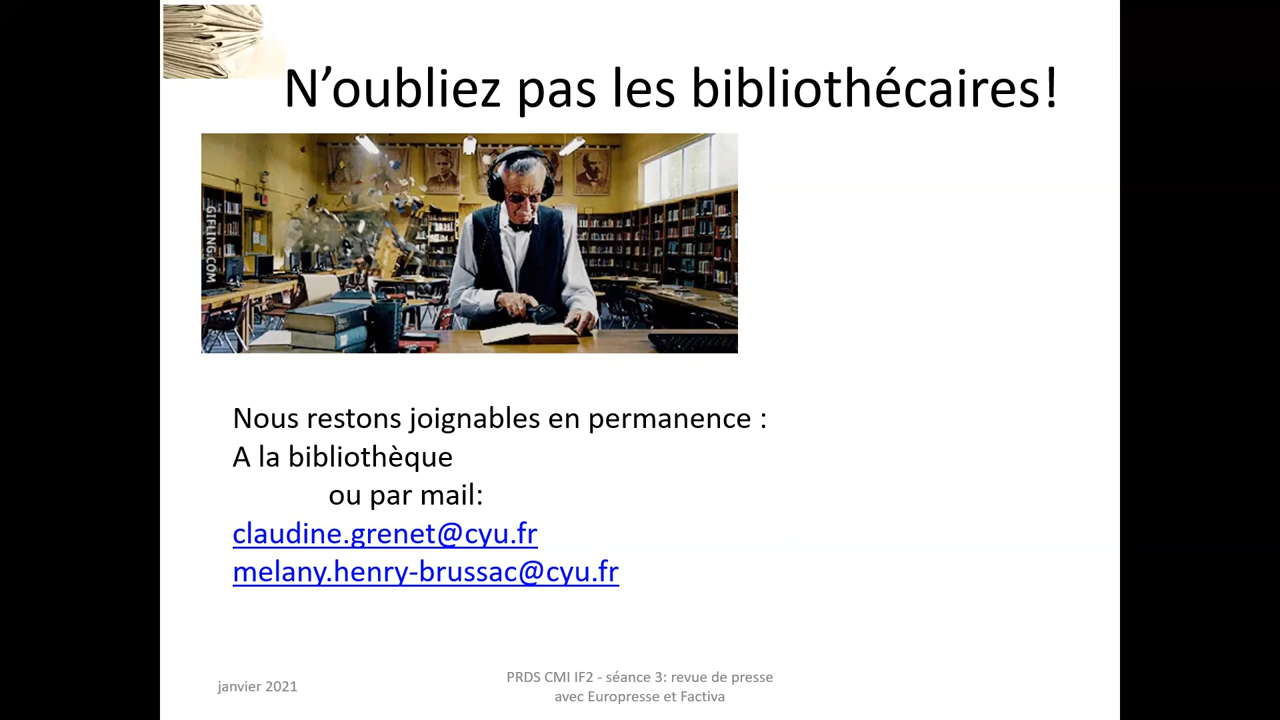 N'oubliez pas les bibliothécaires!
GIFLING.COM
Nous restons joignables en permanence :
A la bibliothèque
ou par mail:
claudine.grenet@cyu.fr
melany.henry-brussac@cyu.fr
janvier 2021
PRDS CMI IF2 - séance 3: revue de presse
avec Europresse et Factiva